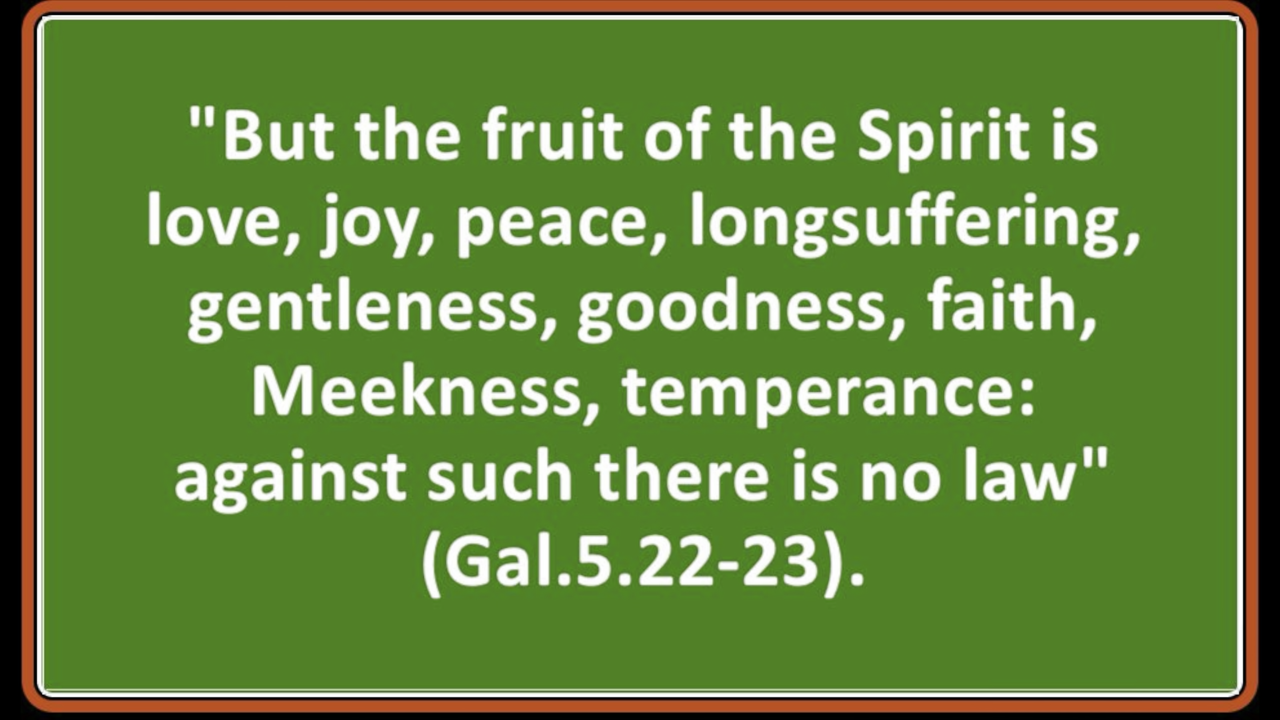 "But the fruit of the Spirit is
love, joy, peace, longsuffering,
gentleness, goodness, faith,
Meekness, temperance:
against such there is no law"
(Gal.5.22-23).